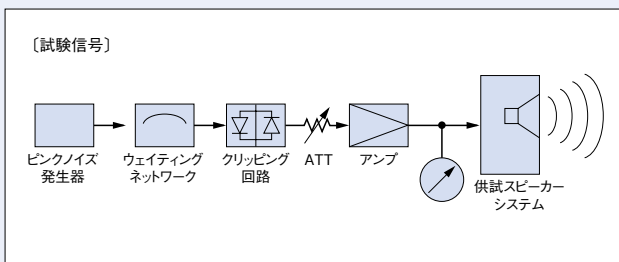 〔試験信号〕
ピンクノイズ
発生器
ウェイティング
ネットワーク
クリッピング
回路
ATT
アンプ
供試スピーカー
システム